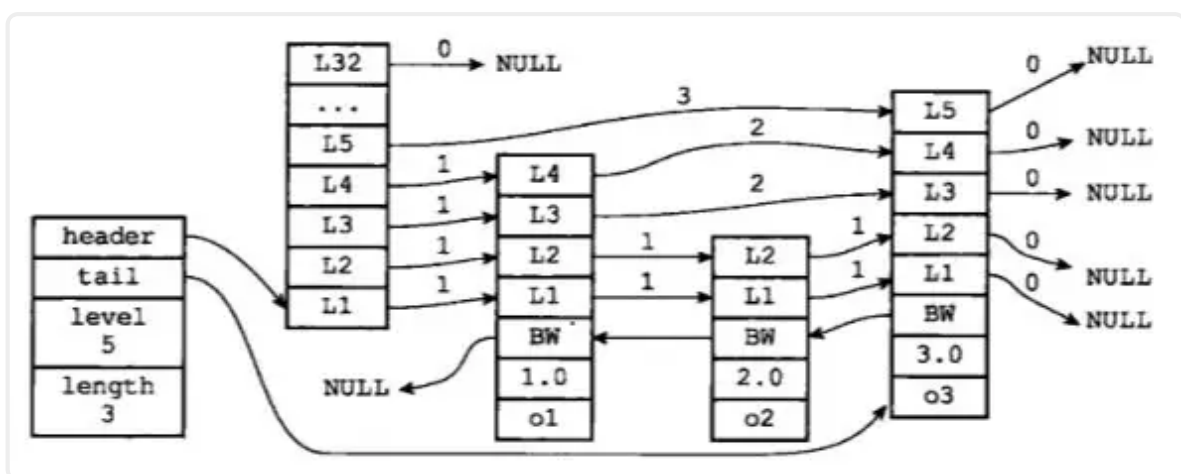 header
tail
level
5
length
3
L32
...
L5
L4
L3
L2
L1
0
NULL
3
1
1
1
1
L4
L3
L2
L1
BW
1.0
o1
NULL
2
2
1
1
L2
L1
BW
2.0
o2
1
1
L5
L4
L3
L2
L1
BW
3.0
o3
0
NULL
0
NULL
0
NULL
0
NULL
0
NULL